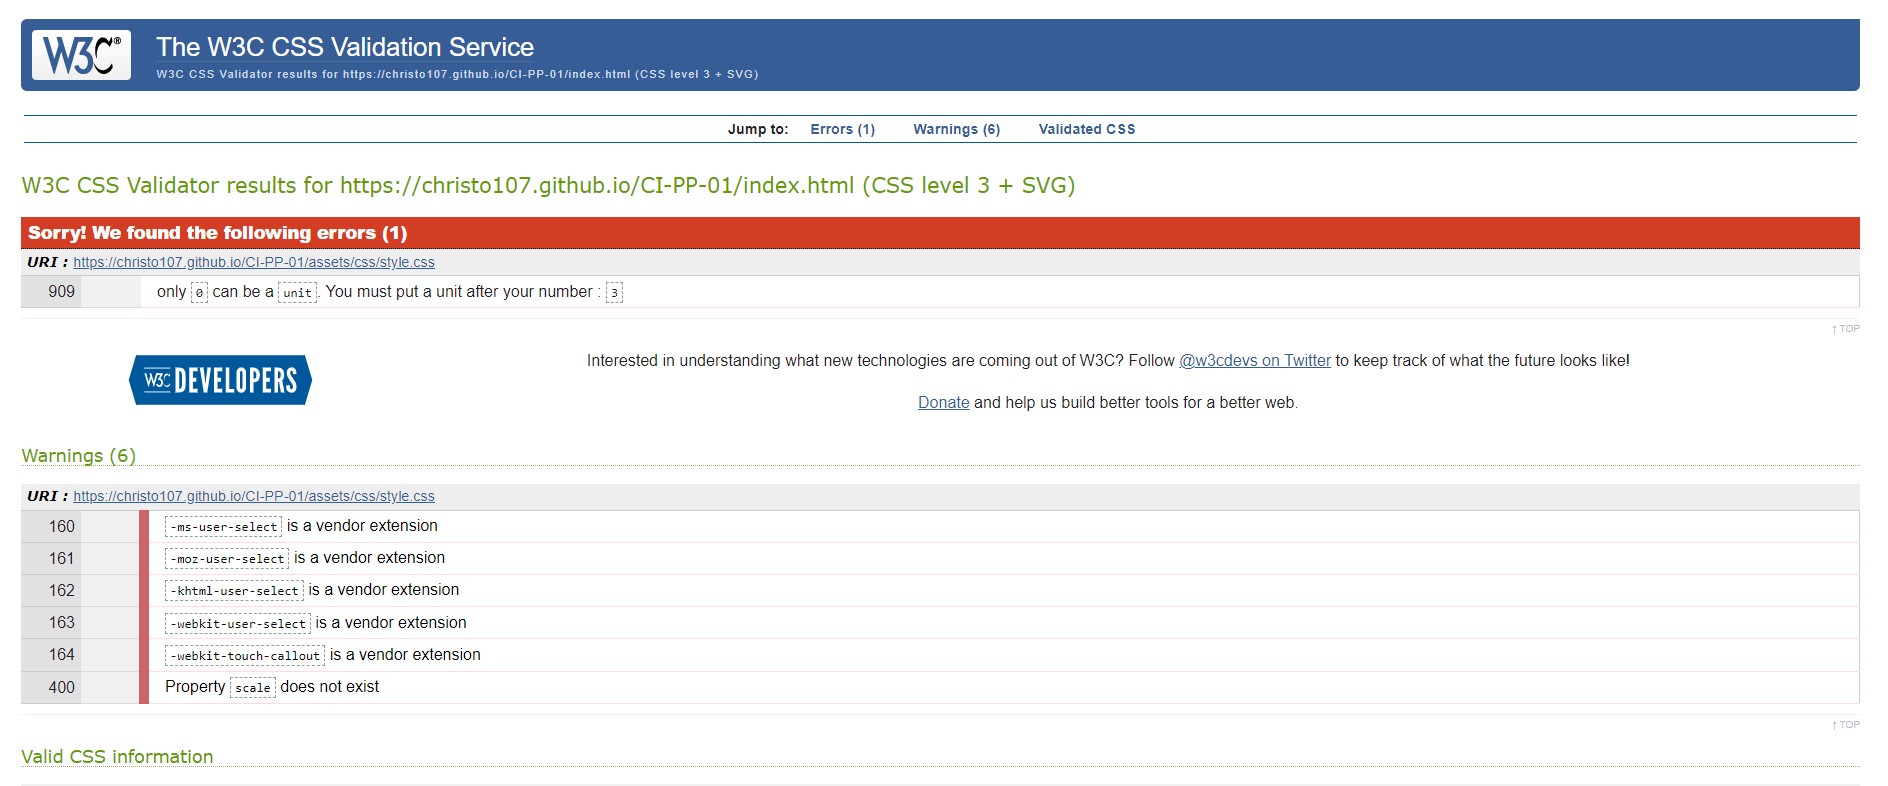 W3C®
The W3C CSS Validation Service
W3C CSS Validator results for https://christo107.github.io/CI-PP-01/index.html (CSS level 3 + SVG)
Jump to: Errors (1) Warnings (6) Validated CSS
W3C CSS Validator results for https://christo107.github.io/CI-PP-01/index.html (CSS level 3 + SVG)
Sorry! We found the following errors (1)
URI : https://christo107.github.io/CI-PP-01/assets/css/style.css
909 only 0 can be a unit. You must put a unit after your number : 3
↑ TOP
W3C DEVELOPERS
Interested in understanding what new technologies are coming out of W3C? Follow @w3cdevs on Twitter to keep track of what the future looks like!
Donate and help us build better tools for a better web.
Warnings (6)
URI : https://christo107.github.io/CI-PP-01/assets/css/style.css
160 -ms-user-select is a vendor extension
161 -moz-user-select is a vendor extension
162 -khtml-user-select is a vendor extension
163 -webkit-user-select is a vendor extension
164 -webkit-touch-callout is a vendor extension
400 Property scale does not exist
↑ TOP
Valid CSS information